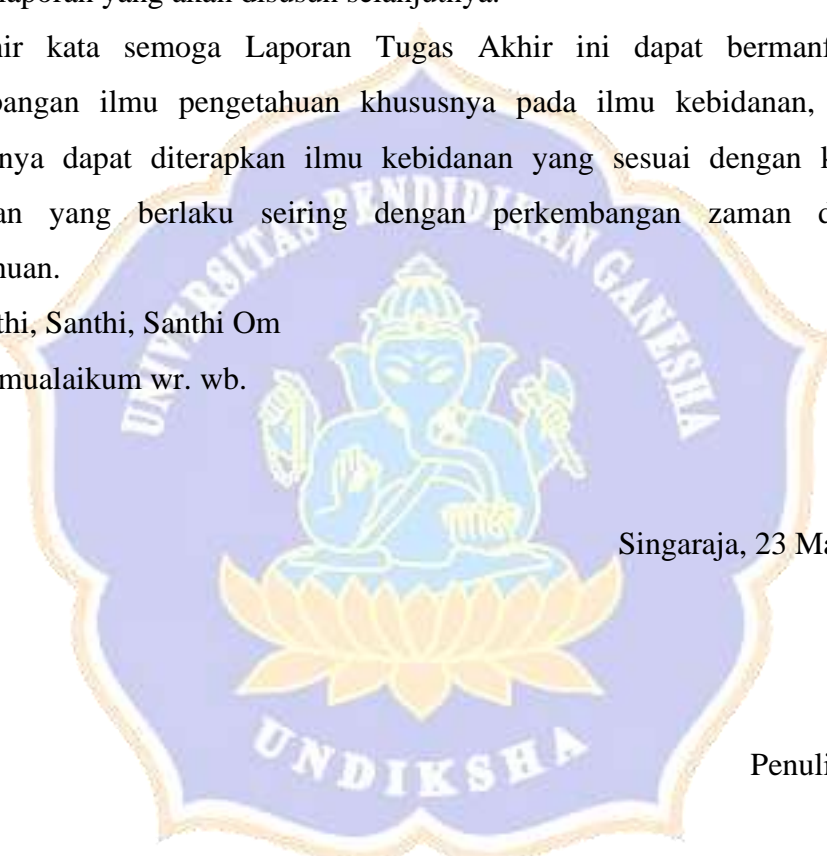 laporan yang akan disusun selanjutnya.
ir kata semoga Laporan Tugas Akhir ini dapat bermanf
bangan ilmu pengetahuan khususnya pada ilmu kebidanan,
nya dapat diterapkan ilmu kebidanan yang sesuai dengan k
an yang berlaku seiring dengan perkembangan zaman d
huan.
thi, Santhi, Santhi Om
mualaikum wr. wb.
UNIVERSITAS PENDIDIKAN GANESHA
Singaraja, 23 Ma
Penuli
UNDIKSHA